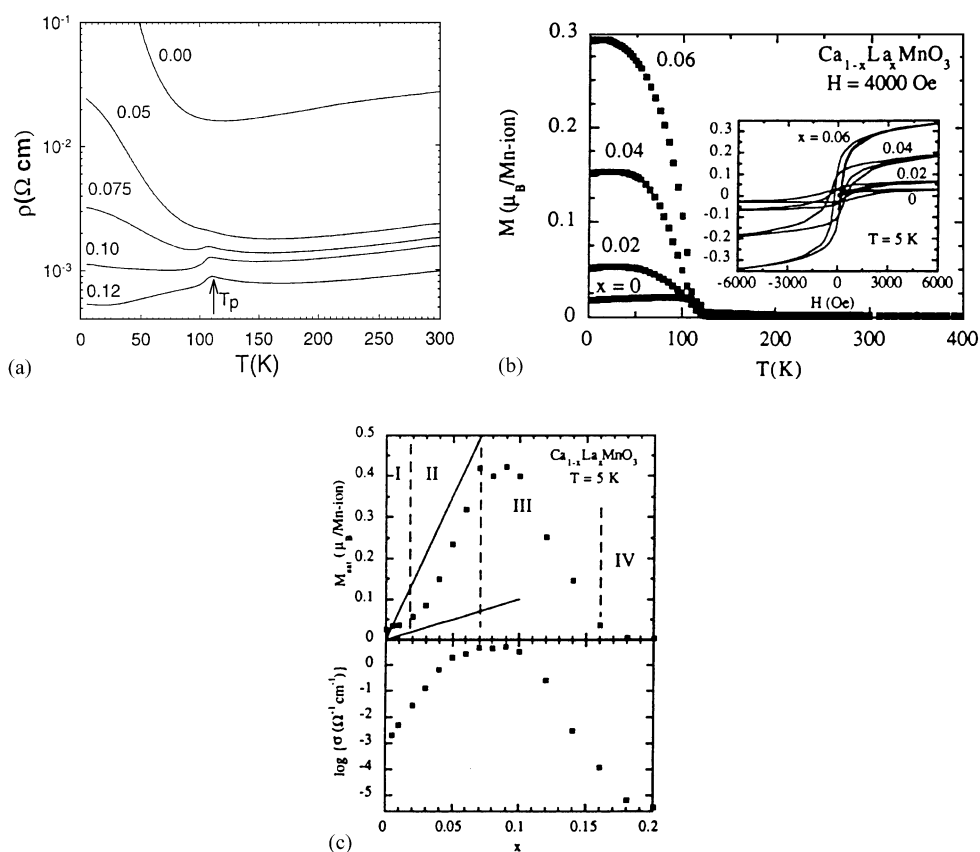 10⁻¹
10⁻²
10⁻³
ρ(Ω cm)
0.00
0.05
0.075
0.10
0.12
Tp
0 50 100 150 200 250 300
T(K)
(a)
0.3
0.2
0.1
0
M (μB/Mn-ion)
Ca1-xLaxMnO3
H = 4000 Oe
0.06
0.04
0.02
x = 0
0.3
0.2
0.1
0
-0.1
-0.2
-0.3
x = 0.06
0.04
0.02
0
T = 5 K
-6000 -3000 0 3000 6000
H (Oe)
0 100 200 300 400
T(K)
(b)
0.5
0.4
0.3
0.2
0.1
0
Msat (μB/Mn-ion)
I
II
III
IV
Ca1-xLaxMnO3
T = 5 K
0
-1
-2
-3
-4
-5
log [σ (Ω⁻¹ cm⁻¹)]
0 0.05 0.1 0.15 0.2
x
(c)